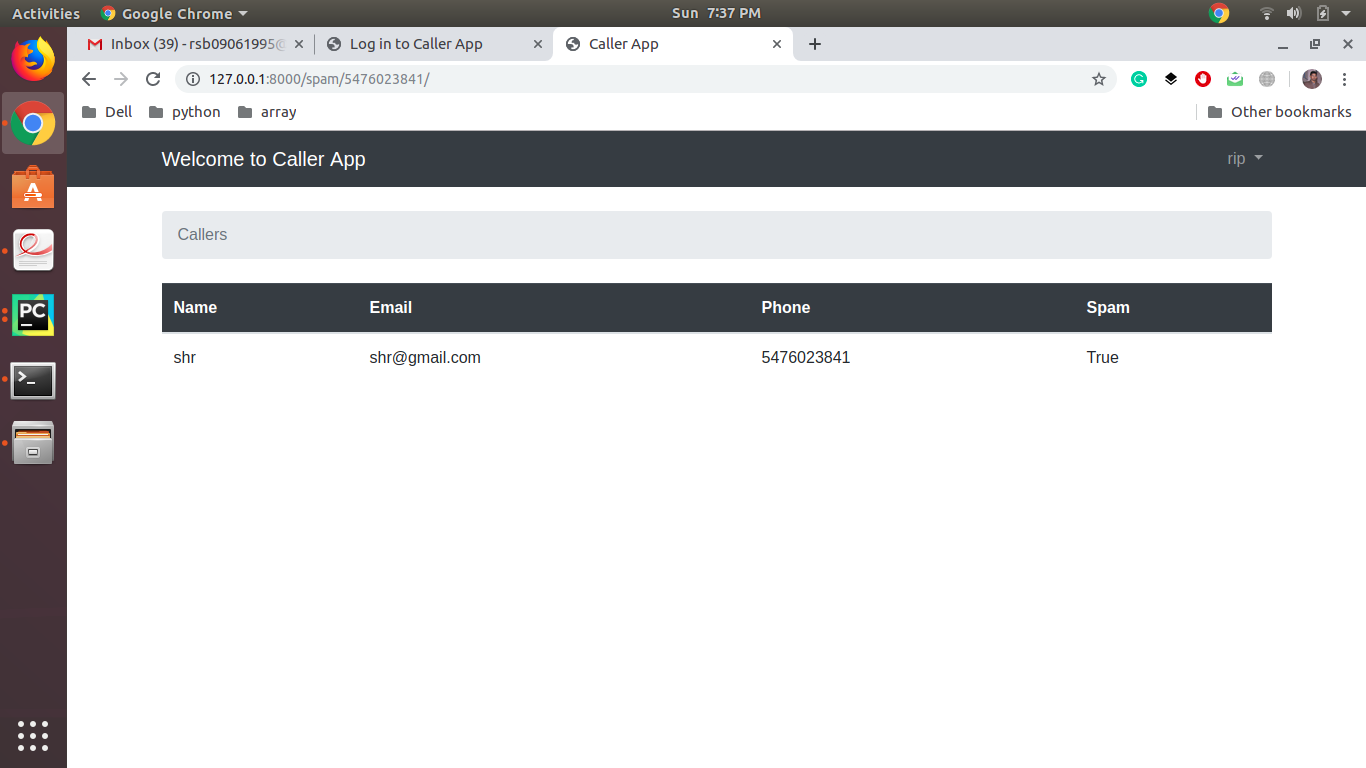 Activities Google Chrome Sun 7:37 PM
Inbox (39) - rsb09061995@ Log in to Caller App Caller App
127.0.0.1:8000/spam/5476023841/
Dell python array Other bookmarks
Welcome to Caller App rip
Callers
Name Email Phone Spam
shr shr@gmail.com 5476023841 True
PC